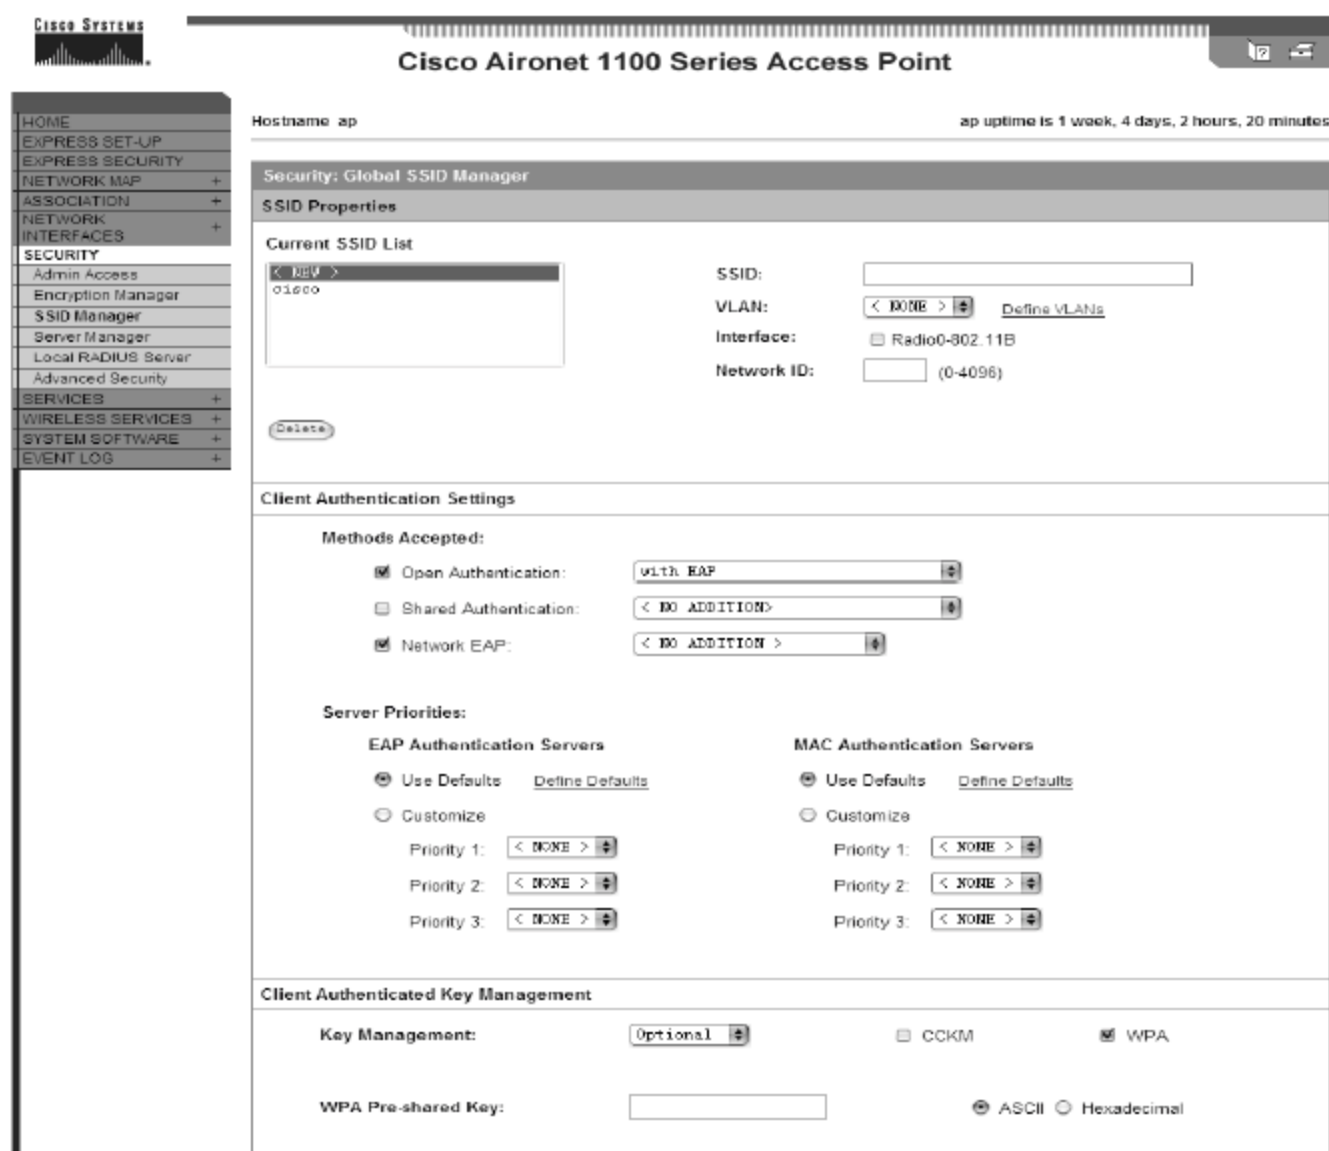 CISCO SYSTEMS
Cisco Aironet 1100 Series Access Point
HOME
EXPRESS SET-UP
EXPRESS SECURITY
NETWORK MAP +
ASSOCIATION +
NETWORK
INTERFACES +
SECURITY
Admin Access
Encryption Manager
SSID Manager
Server Manager
Local RADIUS Server
Advanced Security
SERVICES +
WIRELESS SERVICES +
SYSTEM SOFTWARE +
EVENT LOG +
Hostname ap ap uptime is 1 week, 4 days, 2 hours, 20 minutes
Security: Global SSID Manager
SSID Properties
Current SSID List
< NEW >
cisco
Delete
SSID:
VLAN: < NONE > Define VLANs
Interface: Radio0-802.11B
Network ID: (0-4096)
Client Authentication Settings
Methods Accepted:
Open Authentication: with EAP
Shared Authentication: < NO ADDITION>
Network EAP: < NO ADDITION >
Server Priorities:
EAP Authentication Servers
Use Defaults Define Defaults
Customize
Priority 1: < NONE >
Priority 2: < NONE >
Priority 3: < NONE >
MAC Authentication Servers
Use Defaults Define Defaults
Customize
Priority 1: < NONE >
Priority 2: < NONE >
Priority 3: < NONE >
Client Authenticated Key Management
Key Management: Optional CCKM WPA
WPA Pre-shared Key: ASCII Hexadecimal